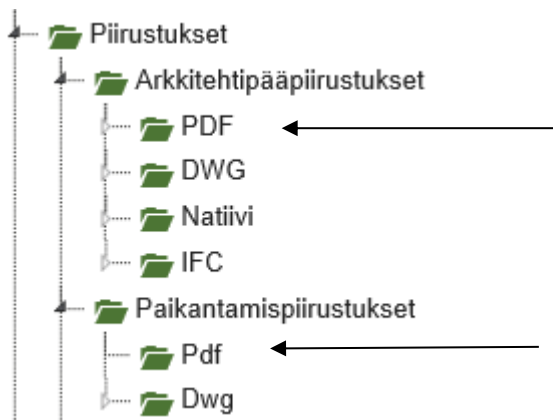 Piirustukset
Arkkitehtipääpiirustukset
PDF
DWG
Natiivi
IFC
Paikantamispiirustukset
Pdf
Dwg